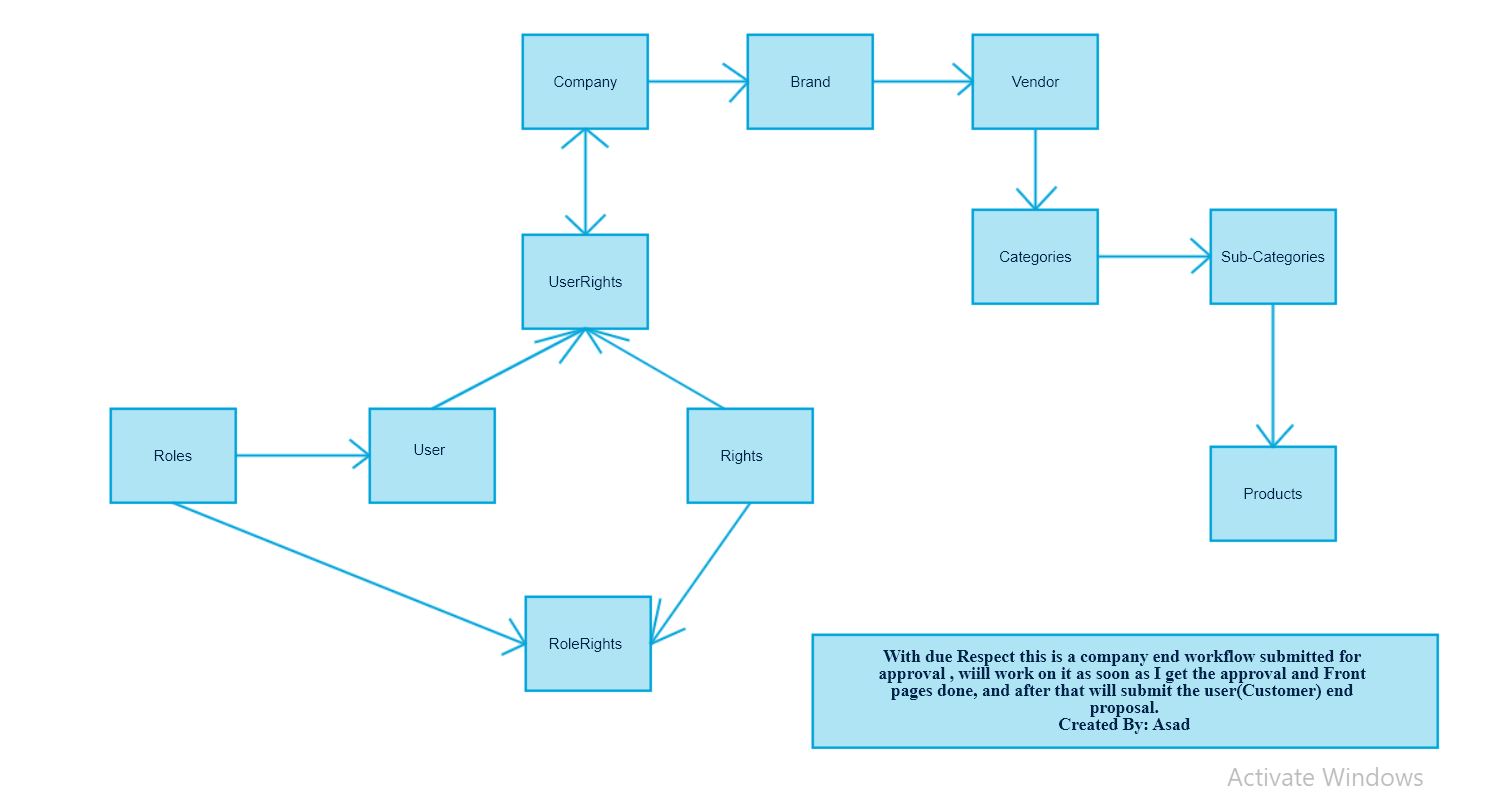 Company
Brand
Vendor
UserRights
Categories
Sub-Categories
Roles
User
Rights
Products
RoleRights
With due Respect this is a company end workflow submitted for
approval , wiill work on it as soon as I get the approval and Front
pages done, and after that will submit the user(Customer) end
proposal.
Created By: Asad
Activate Windows